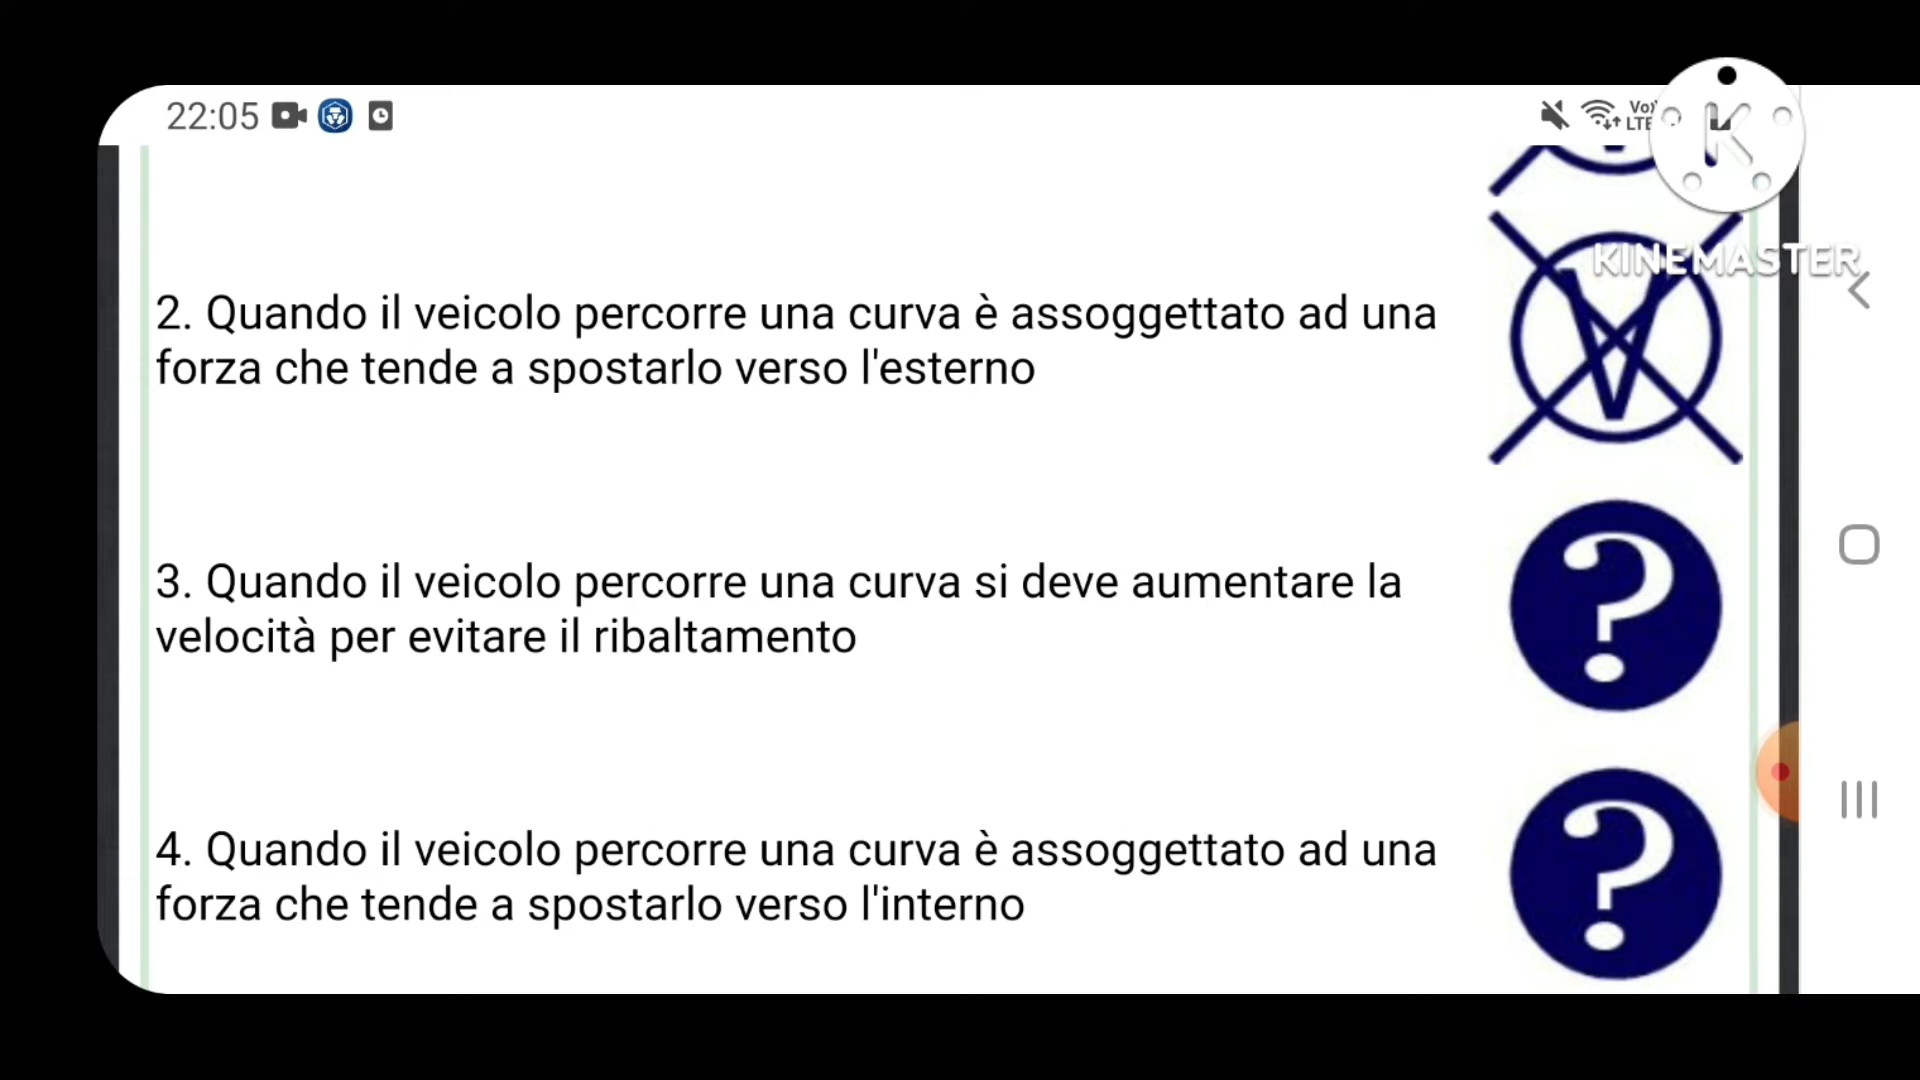 22:05
Vo)
LTE
K
KINEMASTER
2. Quando il veicolo percorre una curva è assoggettato ad una
forza che tende a spostarlo verso l'esterno
V
3. Quando il veicolo percorre una curva si deve aumentare la
velocità per evitare il ribaltamento
?
4. Quando il veicolo percorre una curva è assoggettato ad una
forza che tende a spostarlo verso l'interno
?